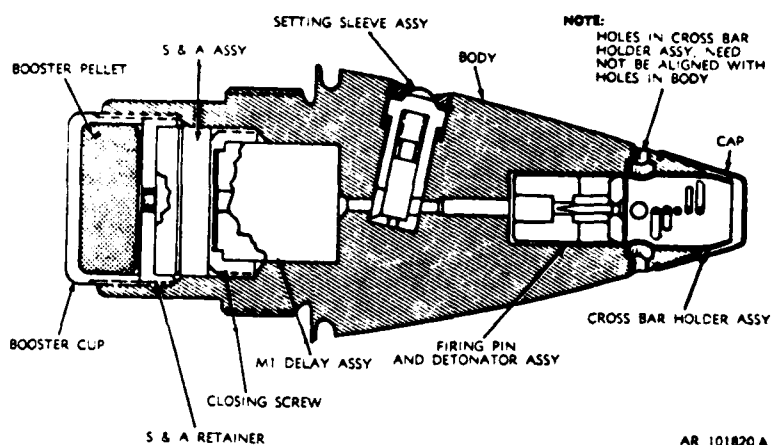 SETTING SLEEVE ASSY
NOTE:
HOLES IN CROSS BAR
HOLDER ASSY, NEED
NOT BE ALIGNED WITH
HOLES IN BODY
S & A ASSY
BODY
BOOSTER PELLET
CAP
CROSS BAR HOLDER ASSY
BOOSTER CUP
M1 DELAY ASSY
FIRING PIN
AND DETONATOR ASSY
CLOSING SCREW
S & A RETAINER
AR 101820 A